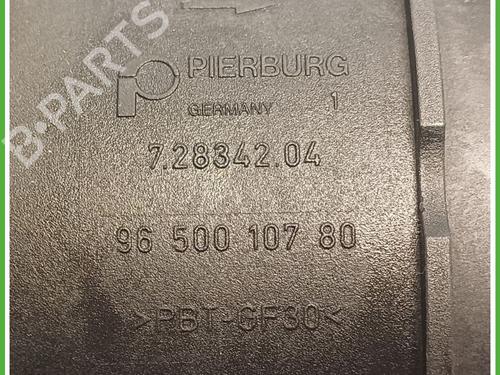 PIERBURG
GERMANY 1
7.28342.04
96 500 107 80
>PBT-GF30<
B-PARTS